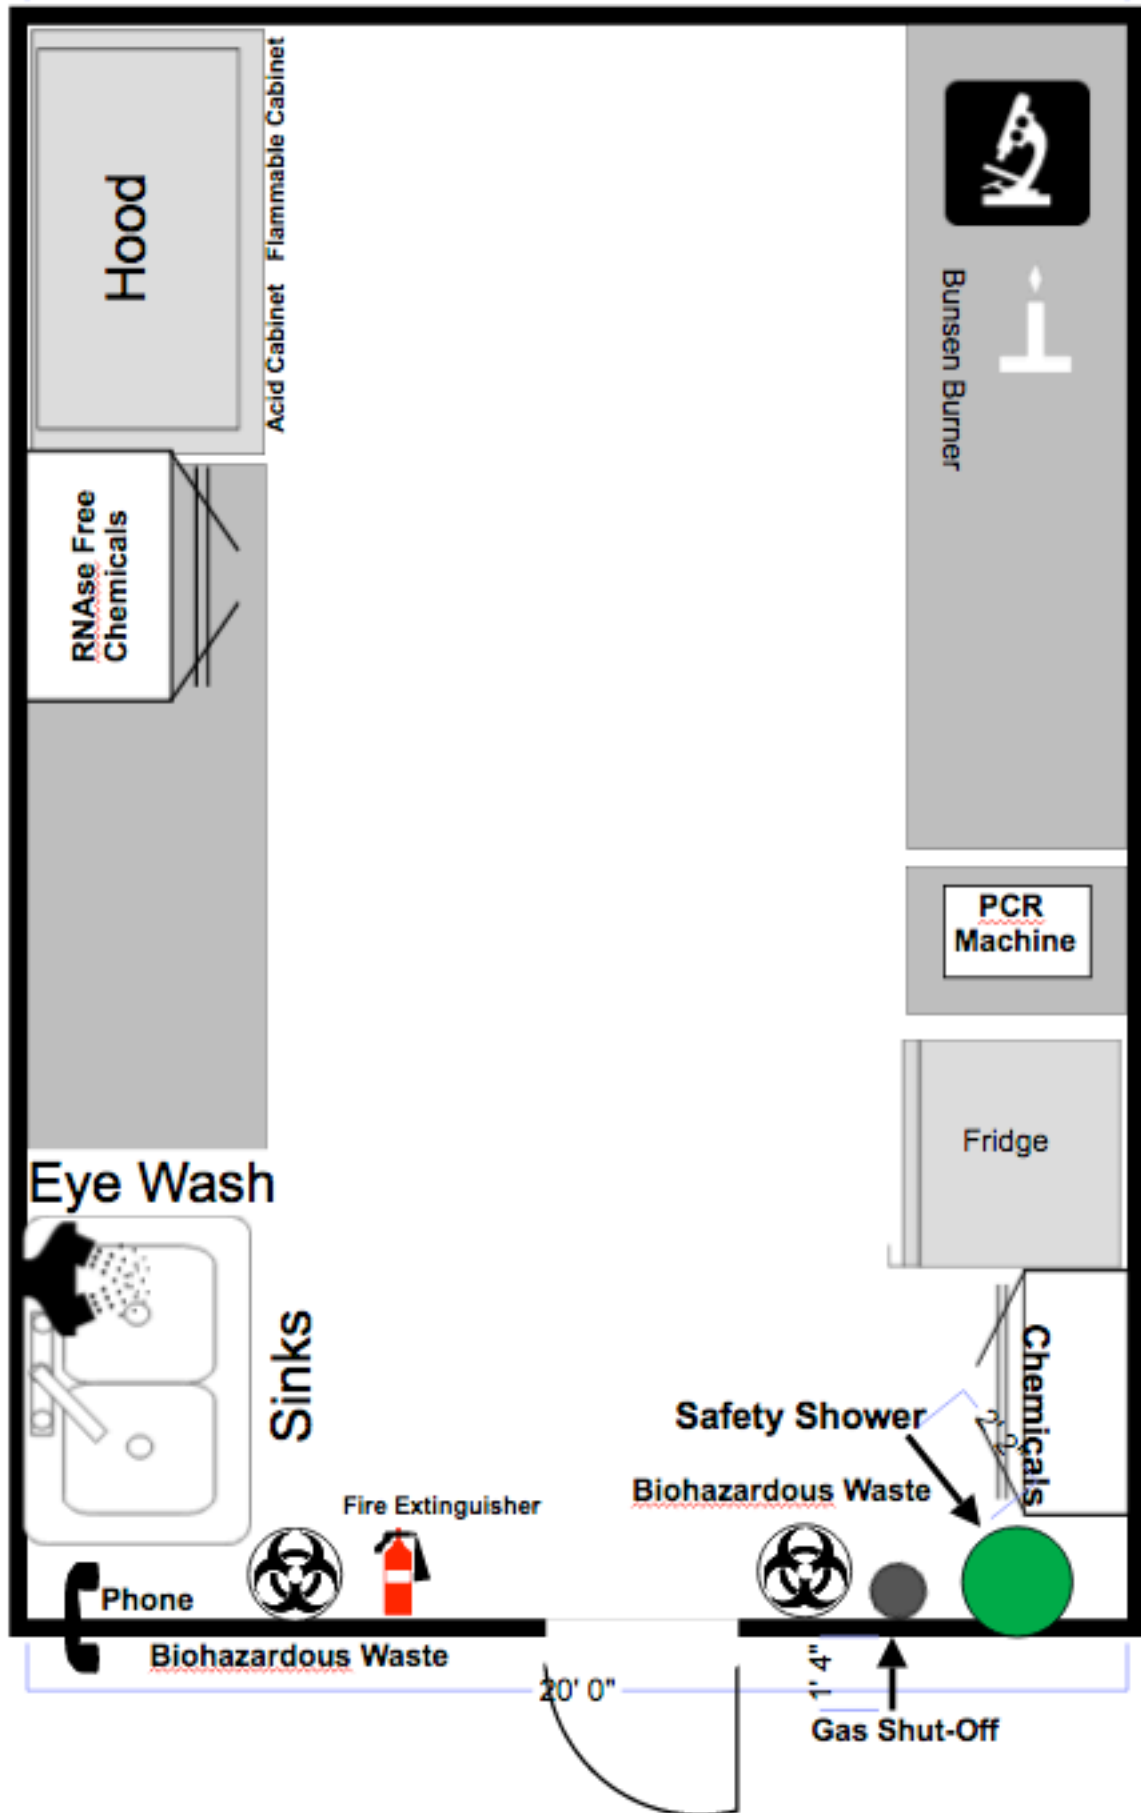 Hood
Flammable Cabinet
Acid Cabinet
Bunsen Burner
RNAse Free
Chemicals
PCR
Machine
Fridge
Eye Wash
Sinks
Chemicals
Safety Shower
Biohazardous Waste
Fire Extinguisher
Phone
Biohazardous Waste
20' 0"
1' 4"
Gas Shut-Off